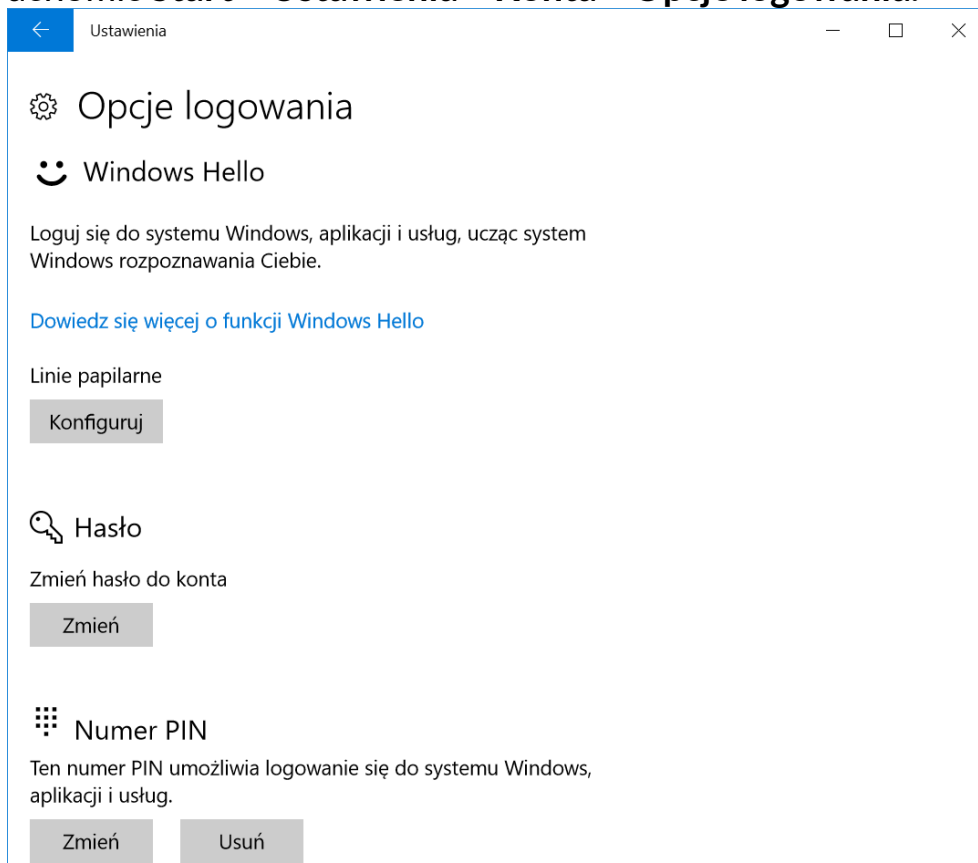 Ustawienia
Opcje logowania
Windows Hello
Loguj się do systemu Windows, aplikacji i usług, ucząc system
Windows rozpoznawania Ciebie.
Dowiedz się więcej o funkcji Windows Hello
Linie papilarne
Konfiguruj
Hasło
Zmień hasło do konta
Zmień
Numer PIN
Ten numer PIN umożliwia logowanie się do systemu Windows,
aplikacji i usług.
Zmień Usuń